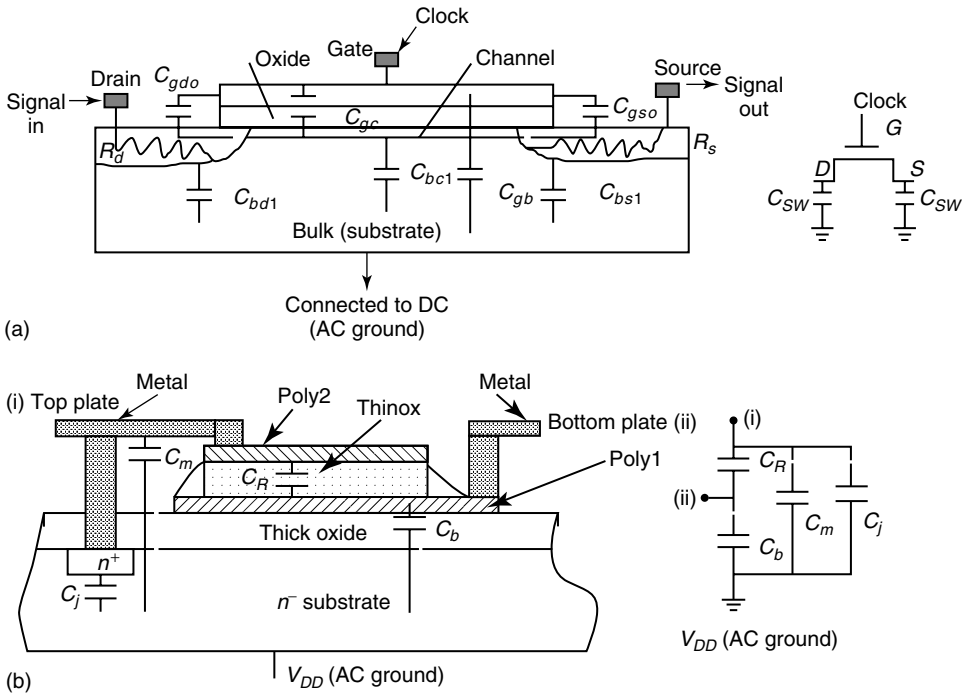 Clock
Gate
Oxide
Channel
Drain
C_gdo
Signal
in
Source
Signal
out
C_gc
C_gso
R_d
R_s
C_bd1
C_bc1
C_gb
C_bs1
Bulk (substrate)
Clock
G
D
S
C_SW
C_SW
Connected to DC
(AC ground)
(a)
Metal
(i) Top plate
Poly2
Thinox
Metal
Bottom plate (ii)
Poly1
C_m
C_R
Thick oxide
C_b
n+
C_j
n− substrate
V_DD (AC ground)
(b)
(i)
C_R
(ii)
C_m
C_j
C_b
V_DD (AC ground)